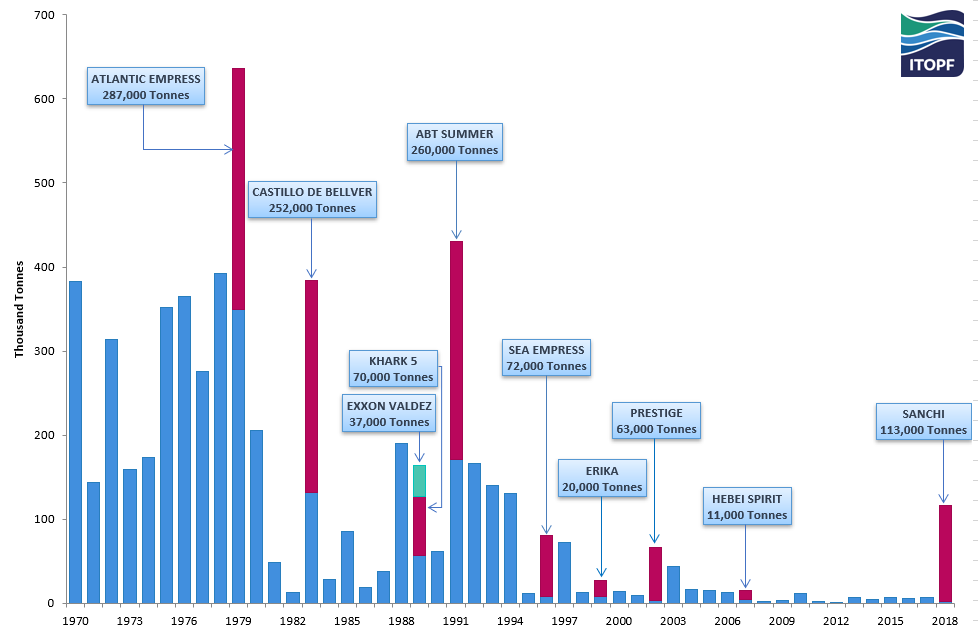 700
600
500
400
300
200
100
0
Thousand Tonnes
ITOPF
ATLANTIC EMPRESS
287,000 Tonnes
CASTILLO DE BELLVER
252,000 Tonnes
ABT SUMMER
260,000 Tonnes
KHARK 5
70,000 Tonnes
EXXON VALDEZ
37,000 Tonnes
SEA EMPRESS
72,000 Tonnes
ERIKA
20,000 Tonnes
PRESTIGE
63,000 Tonnes
HEBEI SPIRIT
11,000 Tonnes
SANCHI
113,000 Tonnes
1970 1973 1976 1979 1982 1985 1988 1991 1994 1997 2000 2003 2006 2009 2012 2015 2018